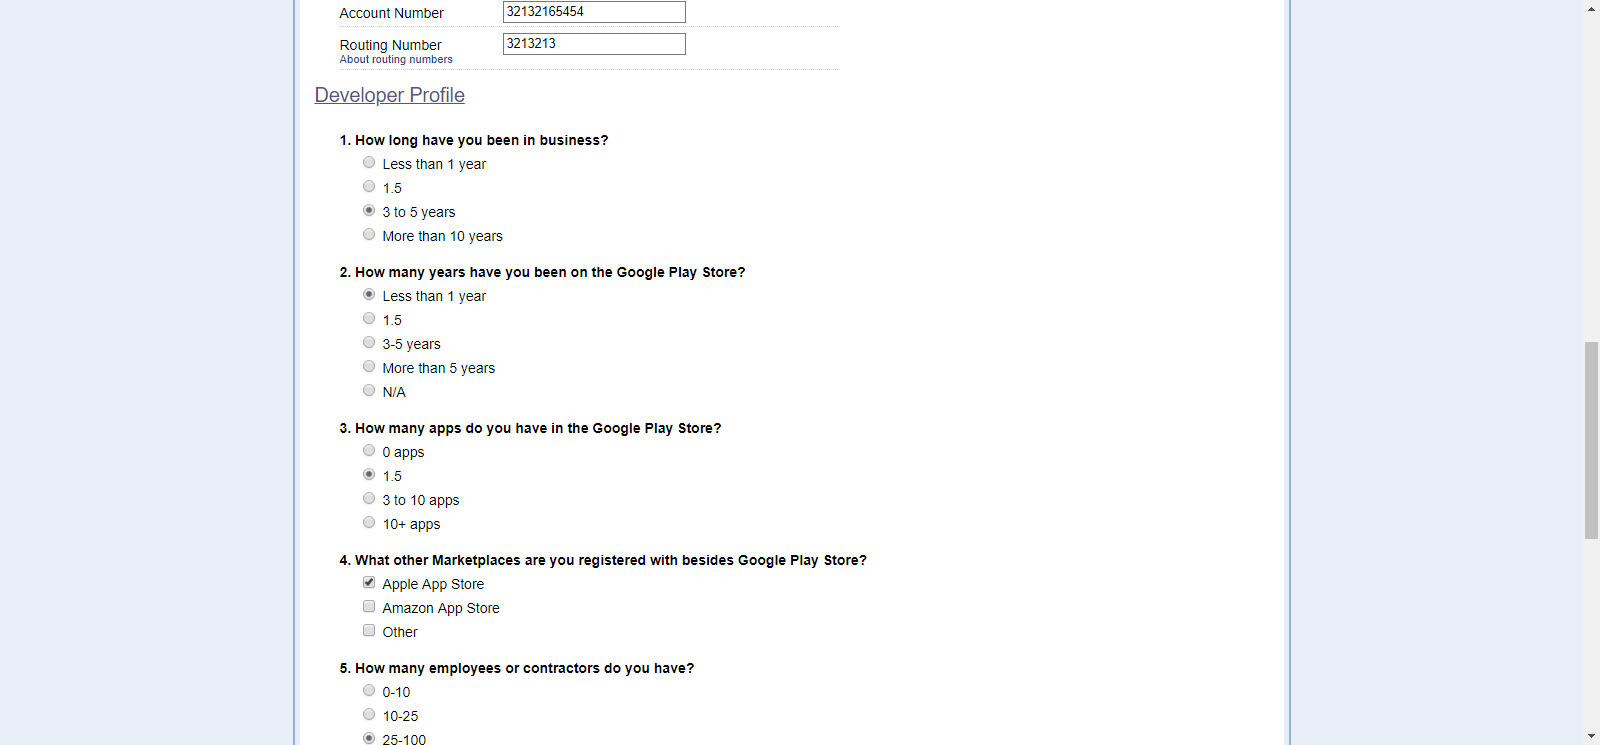 Account Number 32132165454
Routing Number 3213213
About routing numbers
Developer Profile
1. How long have you been in business?
Less than 1 year
1.5
3 to 5 years
More than 10 years
2. How many years have you been on the Google Play Store?
Less than 1 year
1.5
3-5 years
More than 5 years
N/A
3. How many apps do you have in the Google Play Store?
0 apps
1.5
3 to 10 apps
10+ apps
4. What other Marketplaces are you registered with besides Google Play Store?
Apple App Store
Amazon App Store
Other
5. How many employees or contractors do you have?
0-10
10-25
25-100